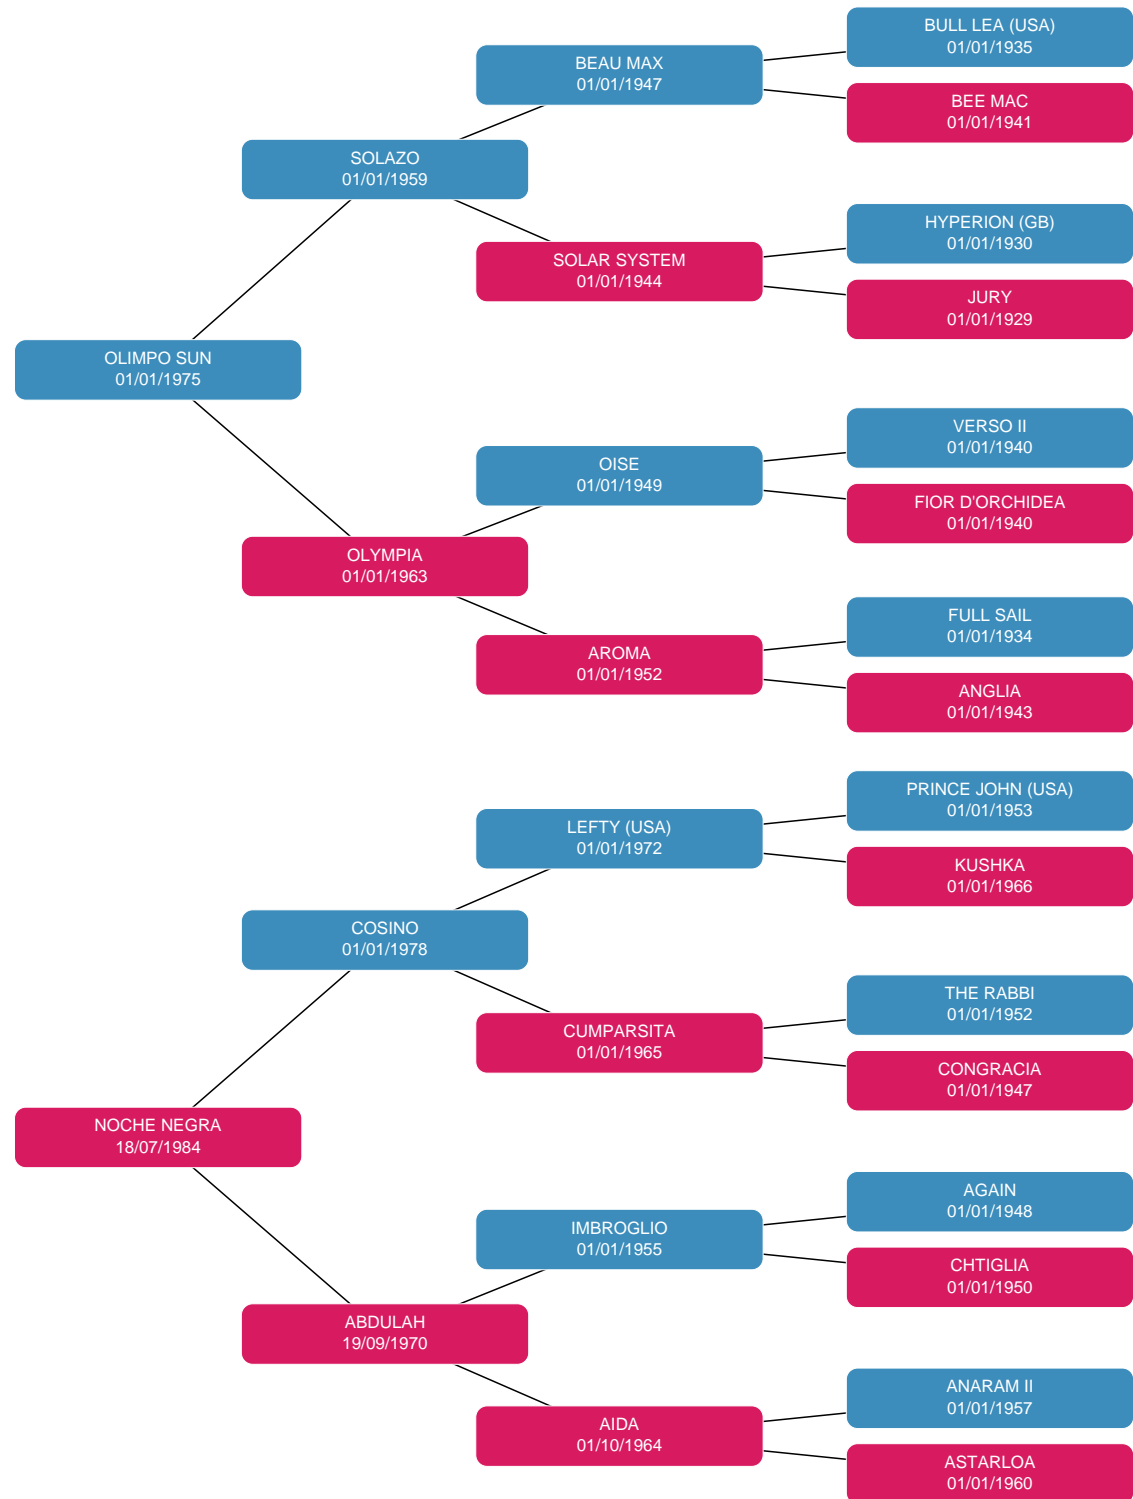 BULL LEA (USA)
01/01/1935
BEAU MAX
01/01/1947
BEE MAC
01/01/1941
SOLAZO
01/01/1959
HYPERION (GB)
01/01/1930
SOLAR SYSTEM
01/01/1944
JURY
01/01/1929
OLIMPO SUN
01/01/1975
VERSO II
01/01/1940
OISE
01/01/1949
FIOR D'ORCHIDEA
01/01/1940
OLYMPIA
01/01/1963
FULL SAIL
01/01/1934
AROMA
01/01/1952
ANGLIA
01/01/1943
PRINCE JOHN (USA)
01/01/1953
LEFTY (USA)
01/01/1972
KUSHKA
01/01/1966
COSINO
01/01/1978
THE RABBI
01/01/1952
CUMPARSITA
01/01/1965
CONGRACIA
01/01/1947
NOCHE NEGRA
18/07/1984
AGAIN
01/01/1948
IMBROGLIO
01/01/1955
CHTIGLIA
01/01/1950
ABDULAH
19/09/1970
ANARAM II
01/01/1957
AIDA
01/10/1964
ASTARLOA
01/01/1960